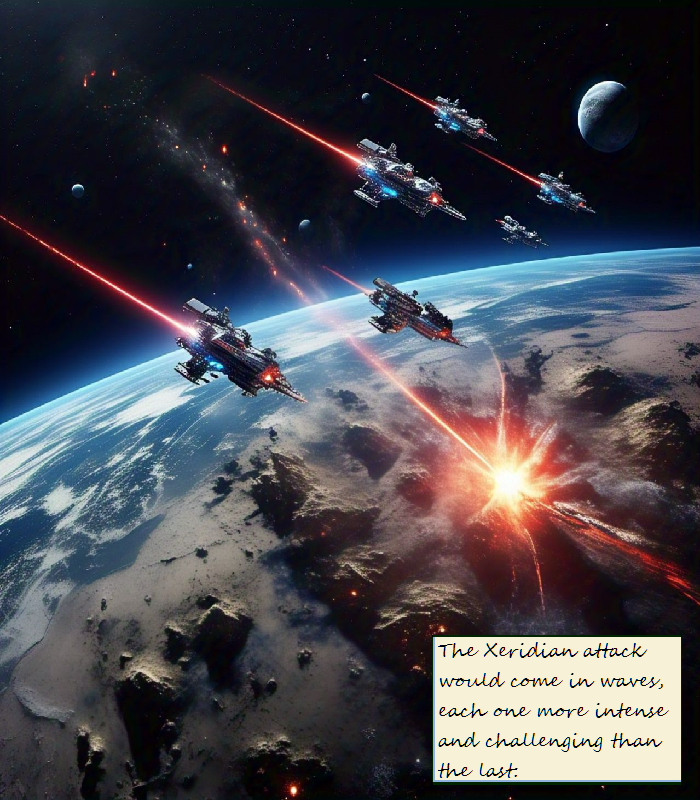 The Xeridian attack
would come in waves,
each one more intense
and challenging than
the last.